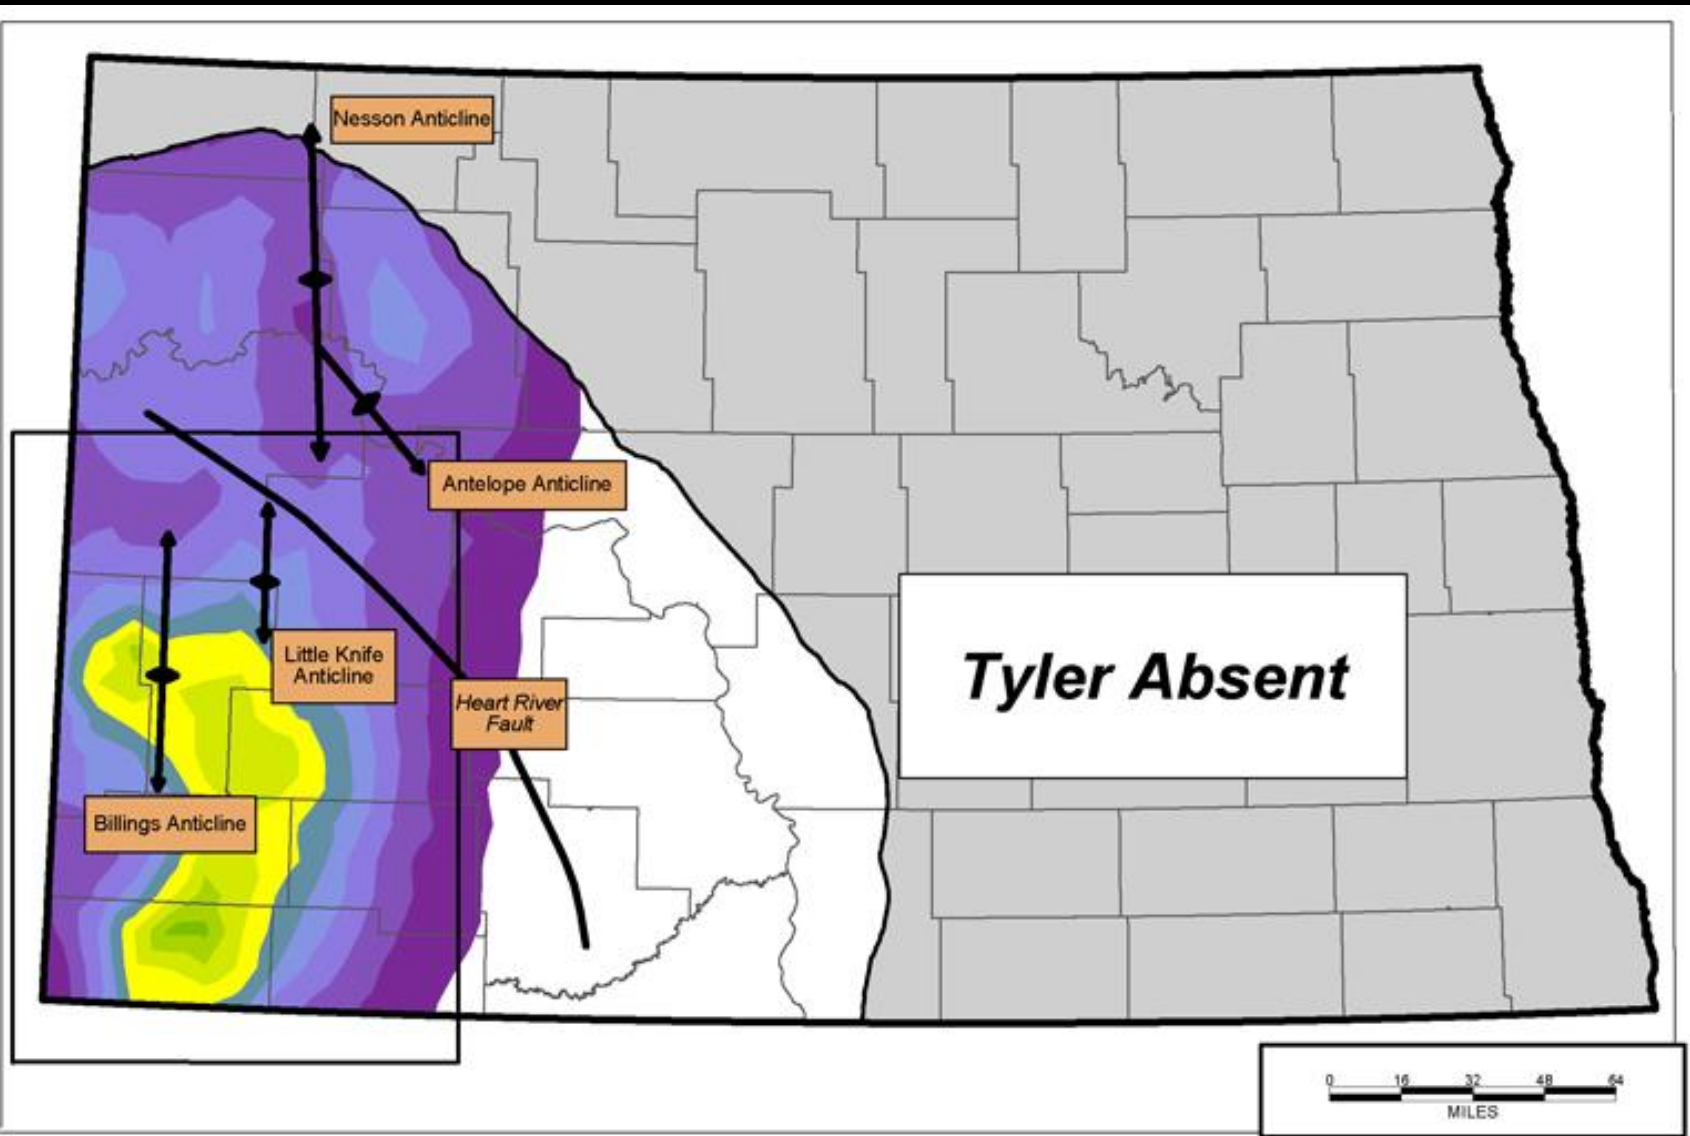 Nesson Anticline
Antelope Anticline
Little Knife
Anticline
Tyler Absent
Heart River
Fault
Billings Anticline
0 16 32 48 64
MILES